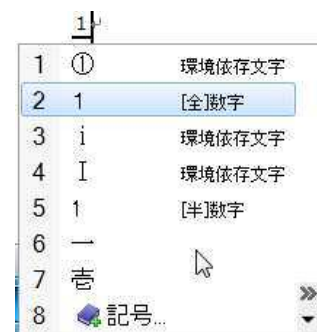 1
1 ① 環境依存文字
2 １ [全]数字
3 ⅰ 環境依存文字
4 Ⅰ 環境依存文字
5 1 [半]数字
6 一
7 壱
8 記号...